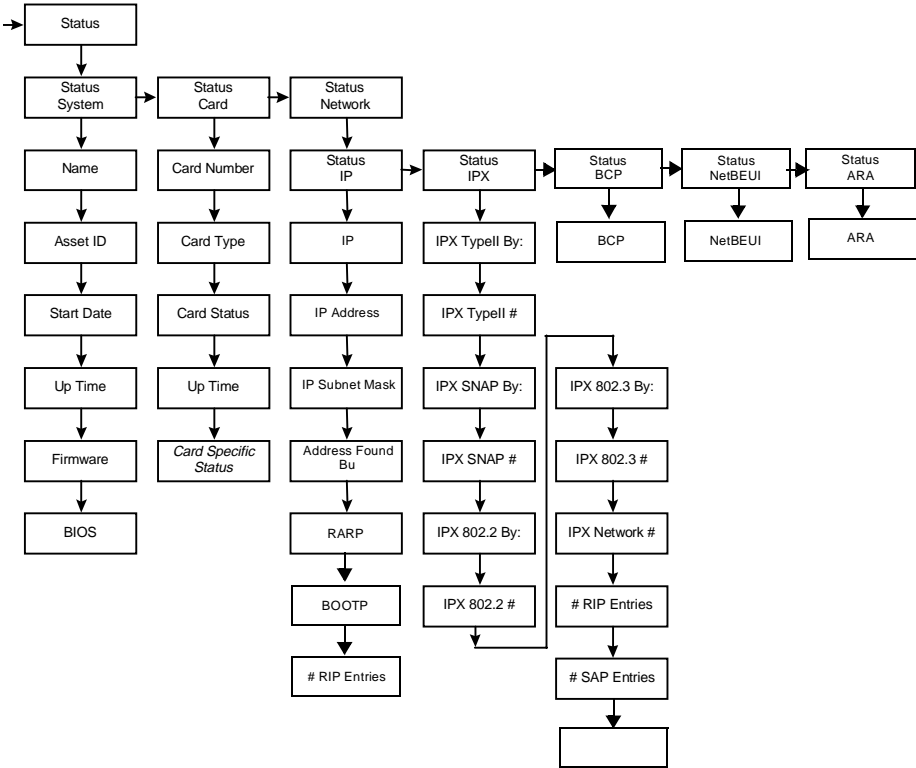 Status
Status
System
Status
Card
Status
Network
Name
Card Number
Status
IP
Status
IPX
Status
BCP
Status
NetBEUI
Status
ARA
Asset ID
Card Type
IP
IPX TypeII By:
BCP
NetBEUI
ARA
Start Date
Card Status
IP Address
IPX TypeII #
Up Time
Up Time
IP Subnet Mask
IPX SNAP By:
IPX 802.3 By:
Firmware
Card Specific
Status
Address Found
Bu
IPX SNAP #
IPX 802.3 #
BIOS
RARP
IPX 802.2 By:
IPX Network #
BOOTP
IPX 802.2 #
# RIP Entries
# RIP Entries
# SAP Entries